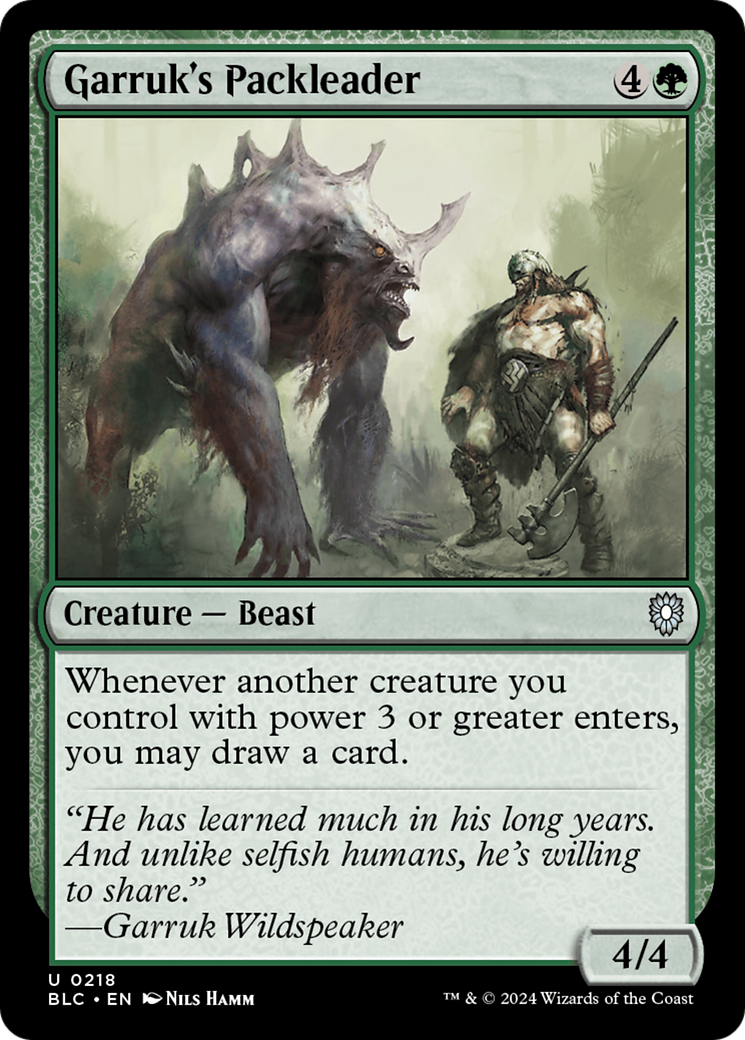 Garruk's Packleader 4
Creature — Beast
Whenever another creature you
control with power 3 or greater enters,
you may draw a card.
“He has learned much in his long years.
And unlike selfish humans, he's willing
to share.”
—Garruk Wildspeaker
4/4
U 0218
BLC • EN Nils Hamm
™ & © 2024 Wizards of the Coast